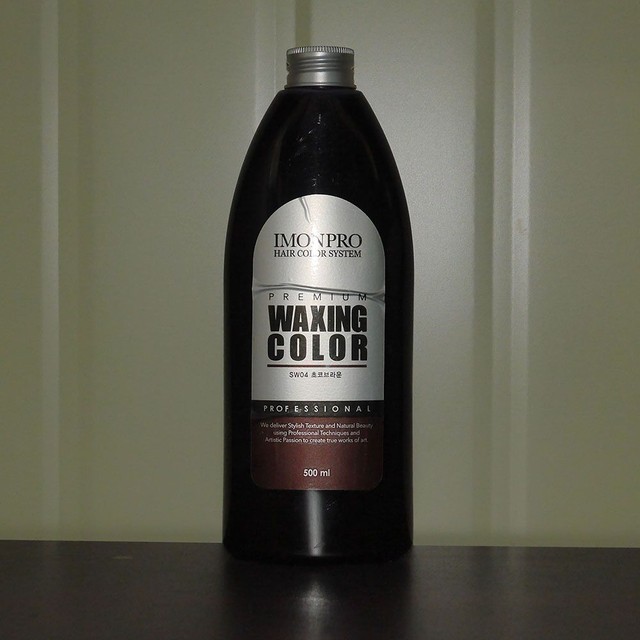 IMONPRO
HAIR COLOR SYSTEM
PREMIUM
WAXING
COLOR
SW04 초코브라운
PROFESSIONAL
We deliver Stylish Texture and Natural Beauty
using Professional Techniques and
Artistic Passion to create true works of art.
500 ml